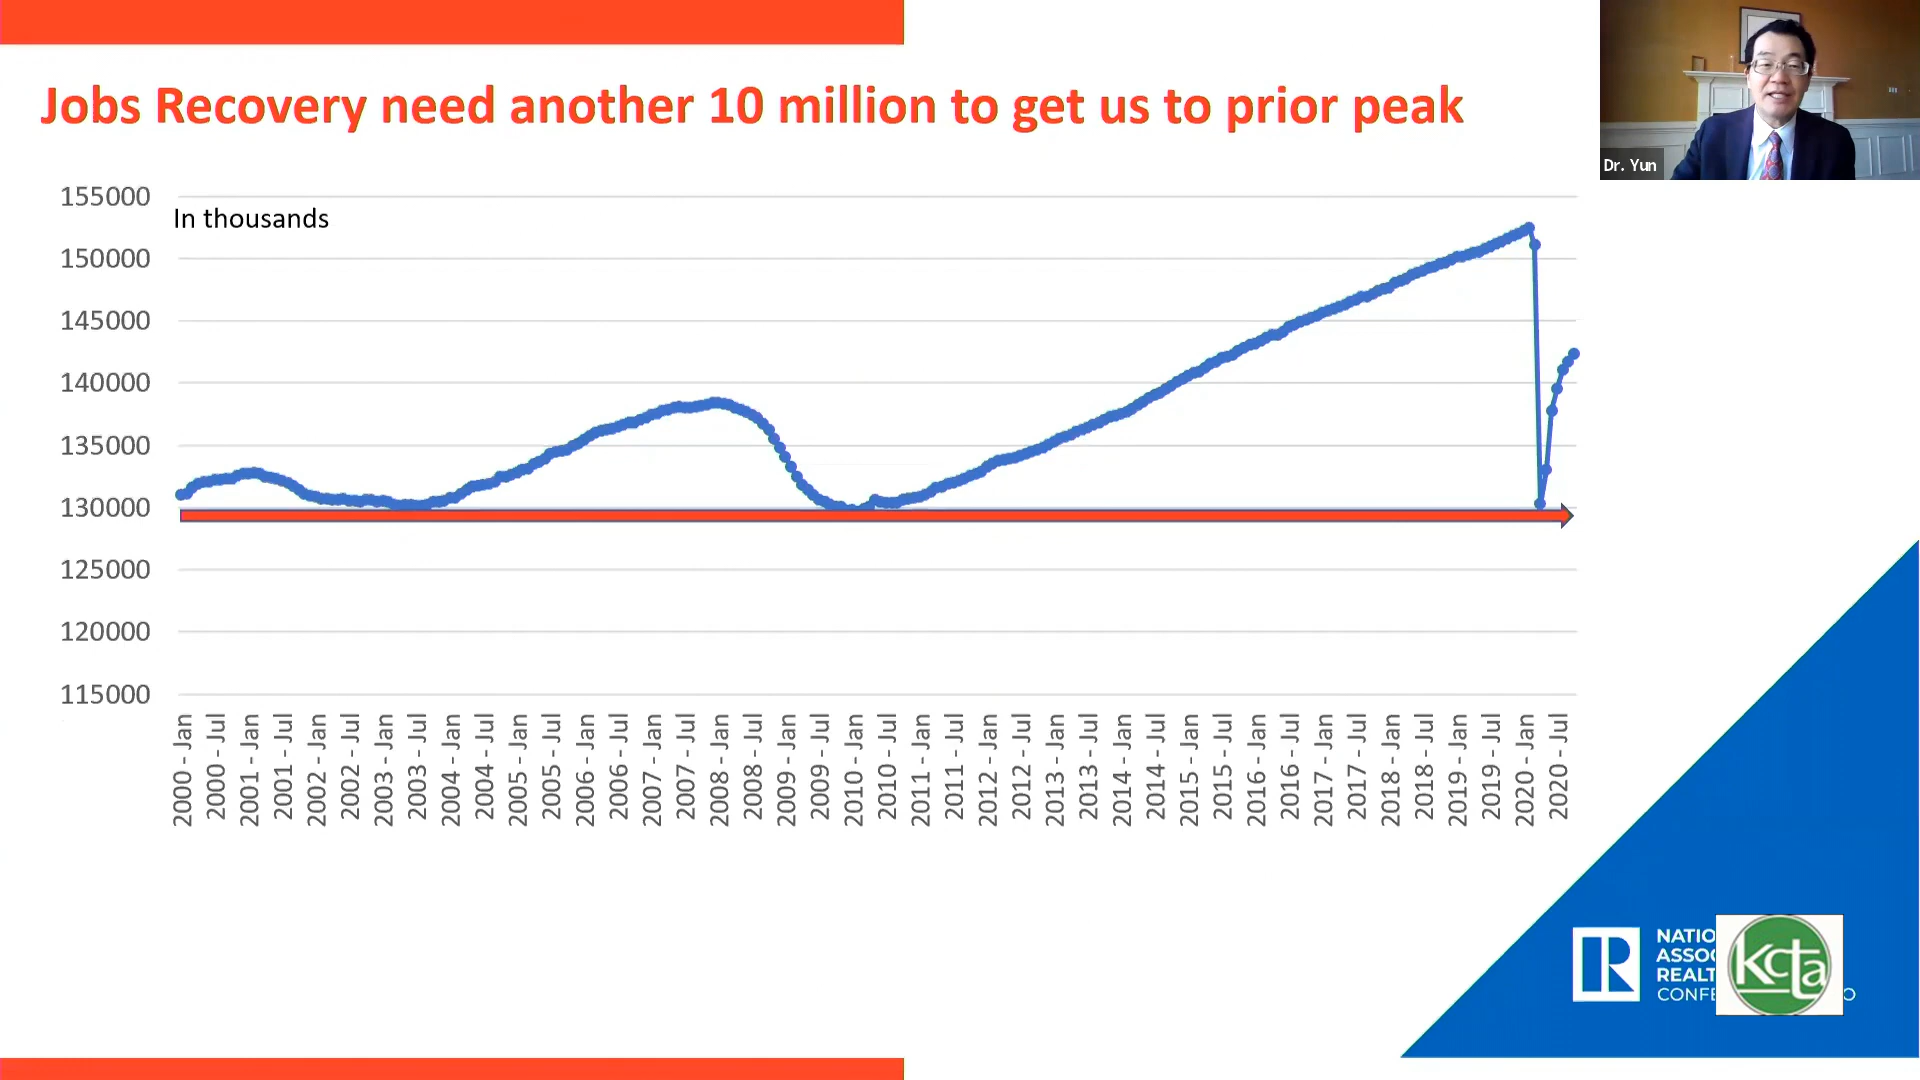 Jobs Recovery need another 10 million to get us to prior peak
Dr. Yun
In thousands
155000
150000
145000
140000
135000
130000
125000
120000
115000
2000 - Jan
2000 - Jul
2001 - Jan
2001 - Jul
2002 - Jan
2002 - Jul
2003 - Jan
2003 - Jul
2004 - Jan
2004 - Jul
2005 - Jan
2005 - Jul
2006 - Jan
2006 - Jul
2007 - Jan
2007 - Jul
2008 - Jan
2008 - Jul
2009 - Jan
2009 - Jul
2010 - Jan
2010 - Jul
2011 - Jan
2011 - Jul
2012 - Jan
2012 - Jul
2013 - Jan
2013 - Jul
2014 - Jan
2014 - Jul
2015 - Jan
2015 - Jul
2016 - Jan
2016 - Jul
2017 - Jan
2017 - Jul
2018 - Jan
2018 - Jul
2019 - Jan
2019 - Jul
2020 - Jan
2020 - Jul
R
kcta